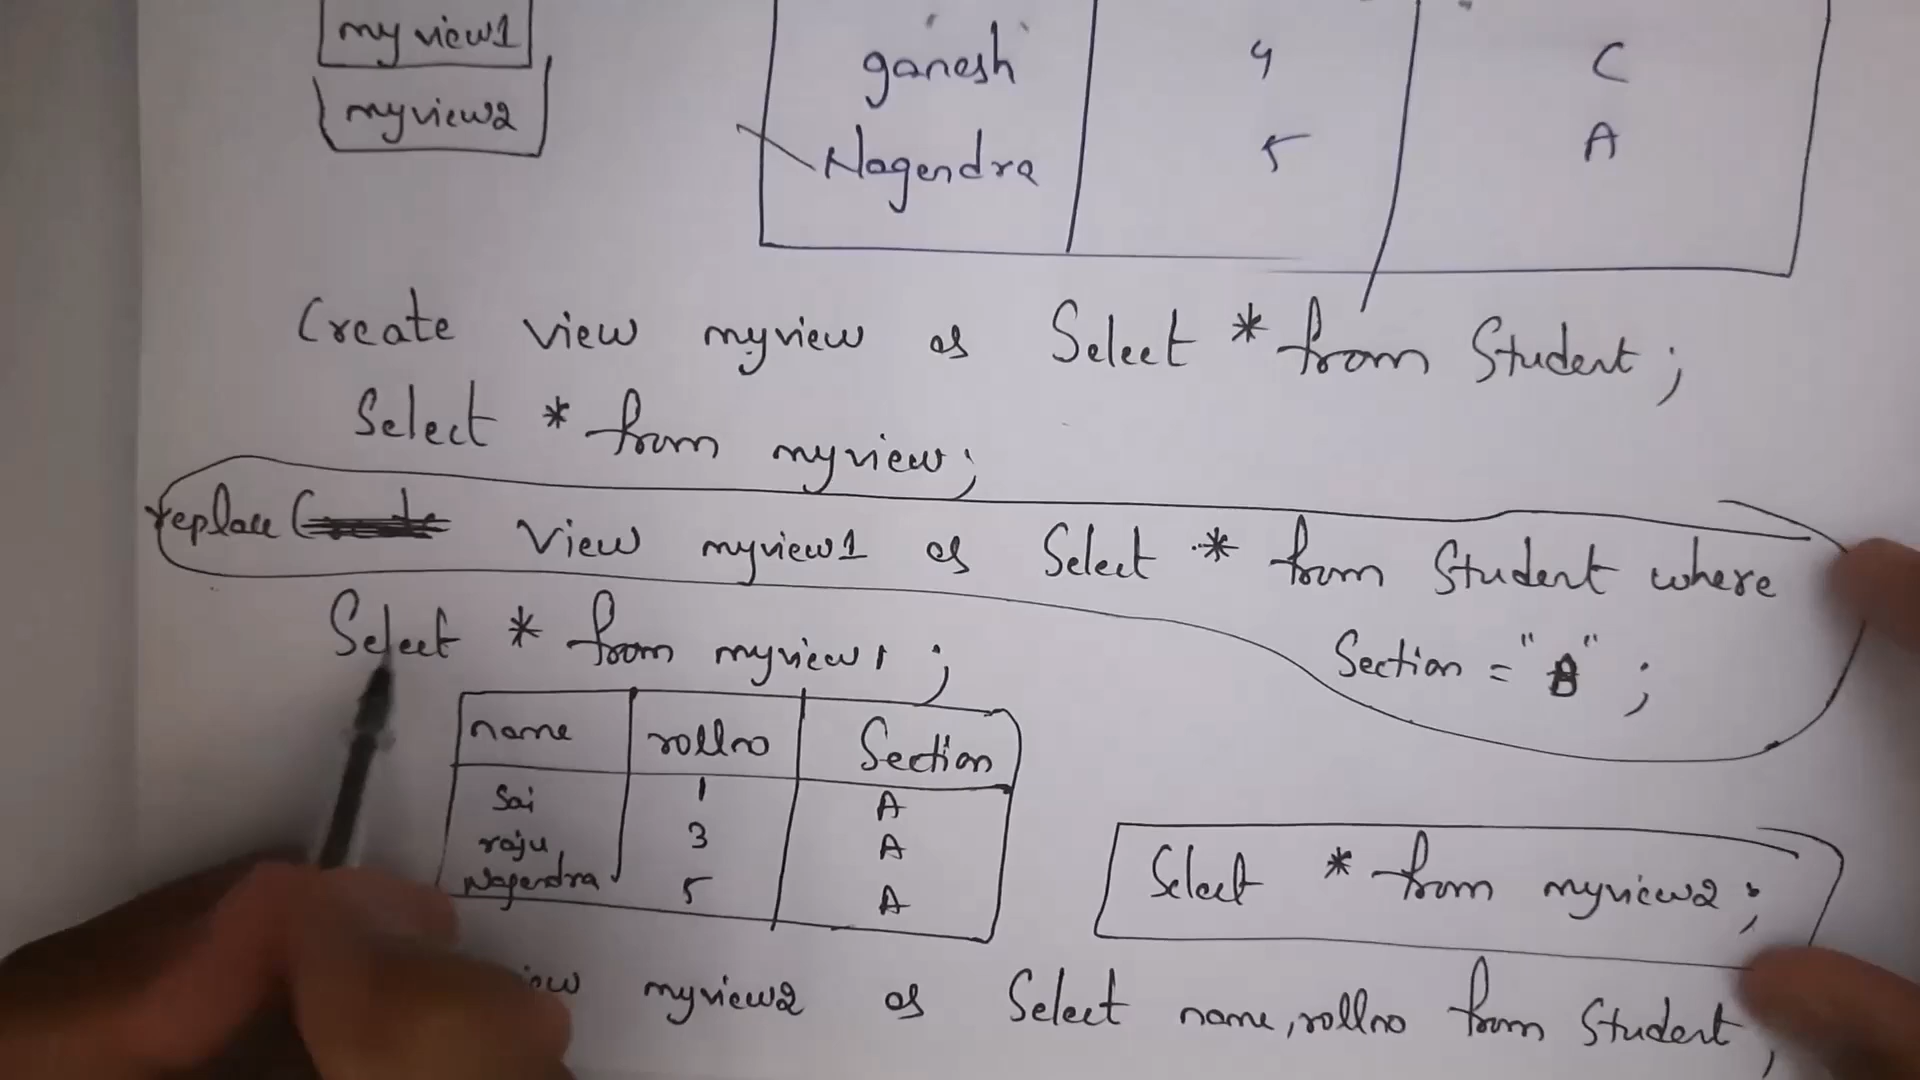 myview1
myview2
ganesh 4 C
Nagendra 5 A
Create view myview as Select * from Student;
Select * from myview;
replace view myview1 as Select * from Student where
Section = "B";
Select * from myview1;
name rollno Section
Sai 1 A
raju 3 A
Nagendra 5 A
Select * from myview2;
myview2 as Select name, rollno from Student;